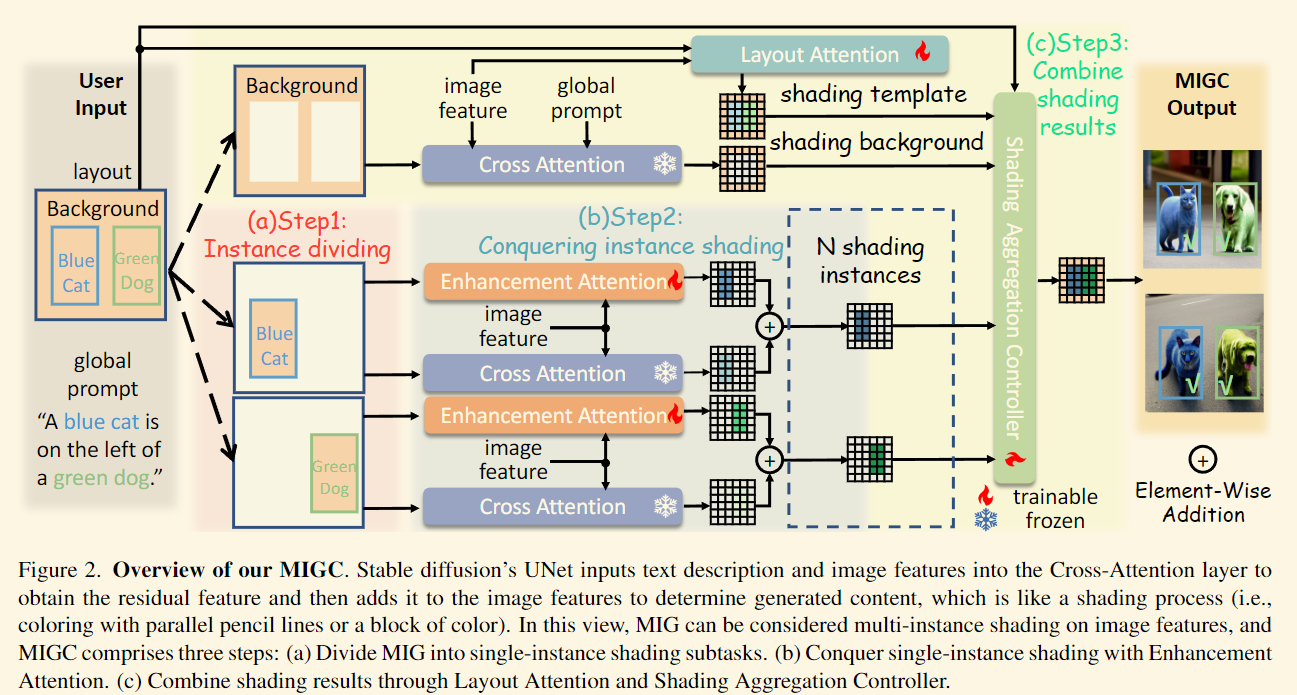 User
Input
layout
Background
Blue
Cat
Green
Dog
global
prompt
“A blue cat is
on the left of
a green dog.”
Background
image
feature
global
prompt
Layout Attention
Cross Attention
shading template
shading background
(a)Step1:
Instance dividing
Blue
Cat
Green
Dog
(b)Step2:
Conquering instance shading
Enhancement Attention
image
feature
Cross Attention
Enhancement Attention
image
feature
Cross Attention
N shading
instances
(c)Step3:
Combine
shading
results
Shading Aggregation Controller
trainable
frozen
MIGC
Output
+
Element-Wise
Addition
Figure 2. Overview of our MIGC. Stable diffusion’s UNet inputs text description and image features into the Cross-Attention layer to
obtain the residual feature and then adds it to the image features to determine generated content, which is like a shading process (i.e.,
coloring with parallel pencil lines or a block of color). In this view, MIG can be considered multi-instance shading on image features, and
MIGC comprises three steps: (a) Divide MIG into single-instance shading subtasks. (b) Conquer single-instance shading with Enhancement
Attention. (c) Combine shading results through Layout Attention and Shading Aggregation Controller.